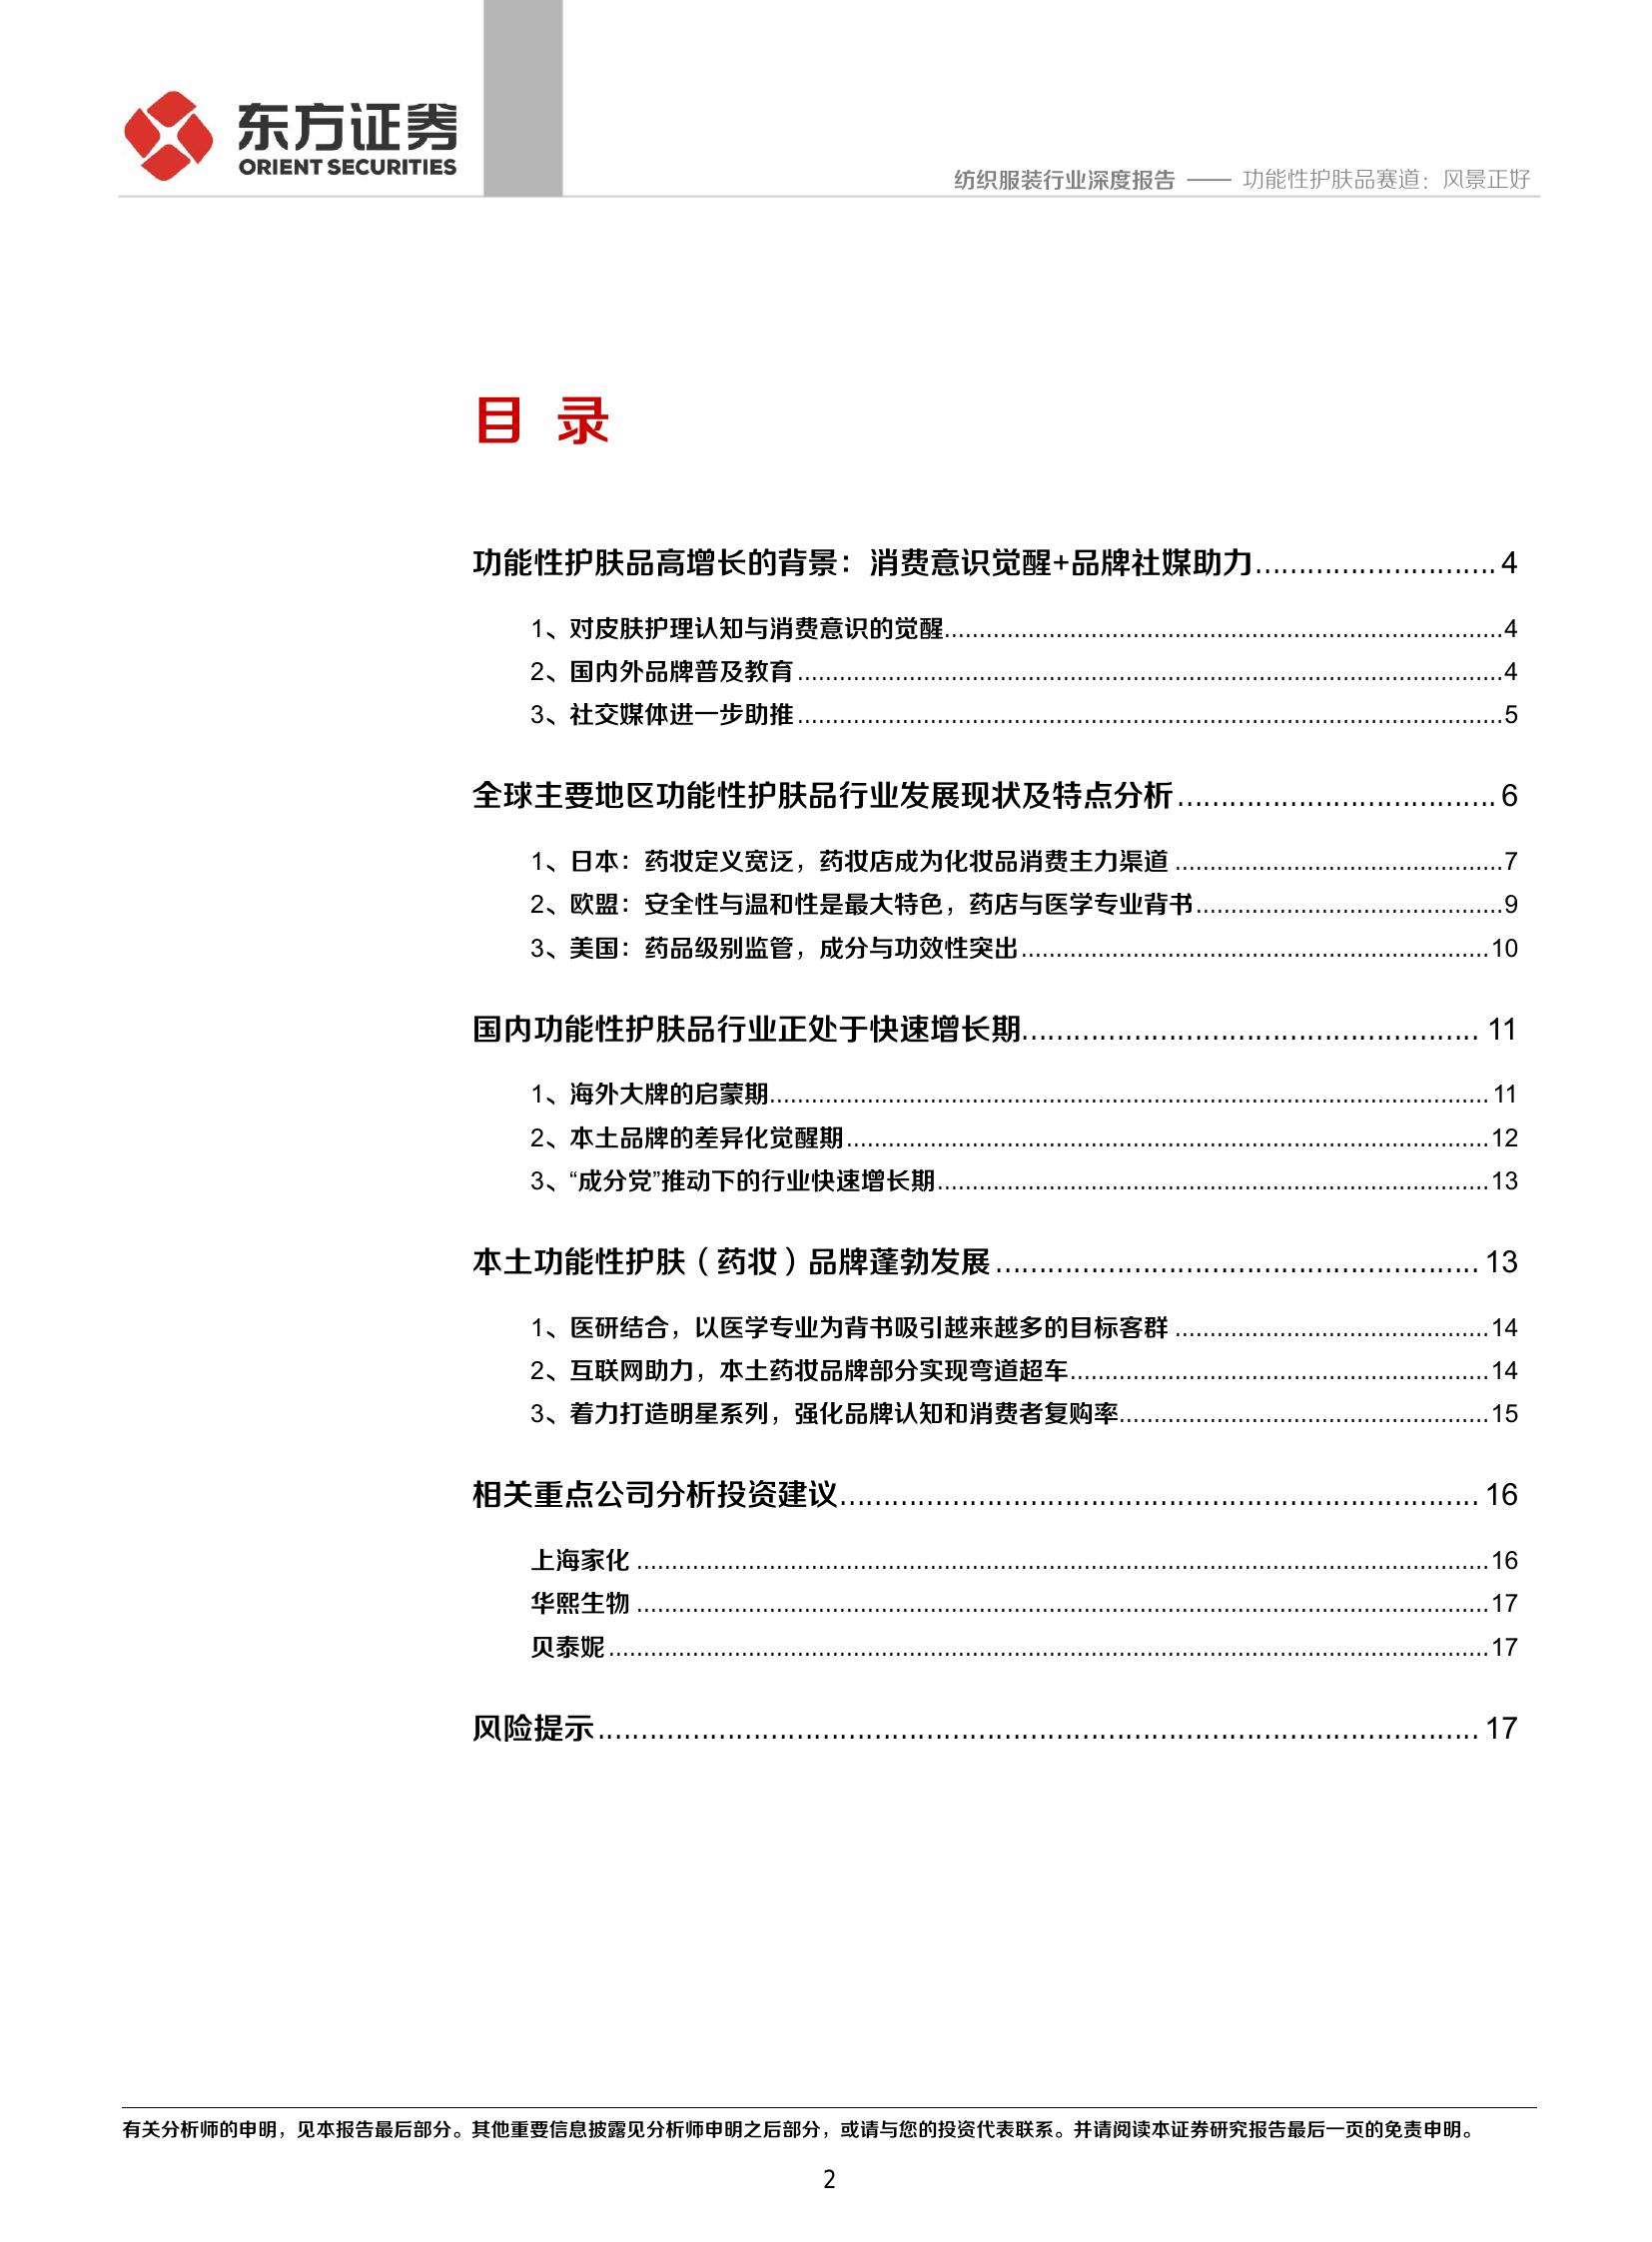 东方证券
ORIENT SECURITIES
纺织服装行业深度报告 —— 功能性护肤品赛道：风景正好
目 录
功能性护肤品高增长的背景：消费意识觉醒+品牌社媒助力............................4
1、对皮肤护理认知与消费意识的觉醒................................................................................4
2、国内外品牌普及教育.....................................................................................................4
3、社交媒体进一步助推.....................................................................................................5
全球主要地区功能性护肤品行业发展现状及特点分析.....................................6
1、日本：药妆定义宽泛，药妆店成为化妆品消费主力渠道...............................................7
2、欧盟：安全性与温和性是最大特色，药店与医学专业背书............................................9
3、美国：药品级别监管，成分与功效性突出...................................................................10
国内功能性护肤品行业正处于快速增长期.....................................................11
1、海外大牌的启蒙期.......................................................................................................11
2、本土品牌的差异化觉醒期............................................................................................12
3、“成分党”推动下的行业快速增长期...............................................................................13
本土功能性护肤（药妆）品牌蓬勃发展........................................................13
1、医研结合，以医学专业为背书吸引越来越多的目标客群.............................................14
2、互联网助力，本土药妆品牌部分实现弯道超车............................................................14
3、着力打造明星系列，强化品牌认知和消费者复购率.....................................................15
相关重点公司分析投资建议..........................................................................16
上海家化..........................................................................................................................16
华熙生物..........................................................................................................................17
贝泰妮..............................................................................................................................17
风险提示......................................................................................................17
有关分析师的申明，见本报告最后部分。其他重要信息披露见分析师申明之后部分，或请与您的投资代表联系。并请阅读本证券研究报告最后一页的免责申明。
2